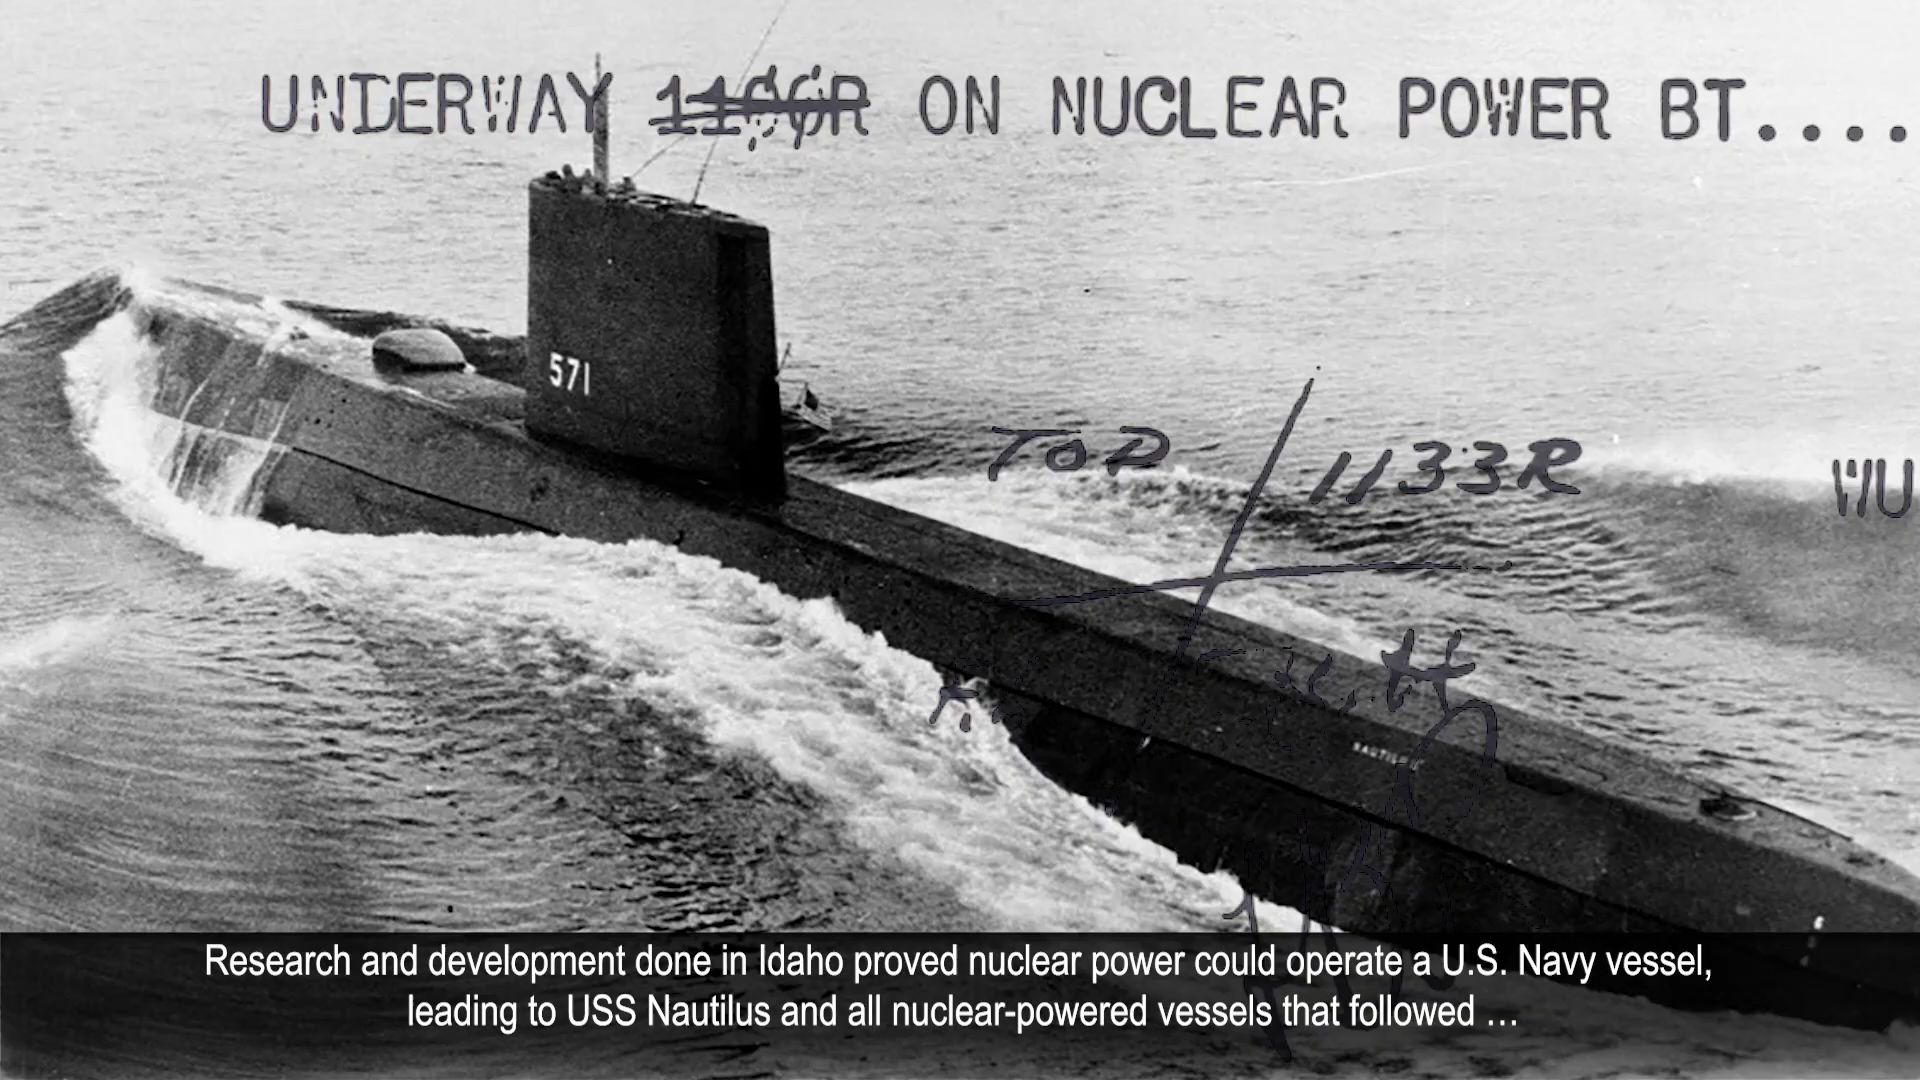 UNDERWAY 1100R ON NUCLEAR POWER BT....
571
TOD / 1133R
WU
NAUTILUS
Research and development done in Idaho proved nuclear power could operate a U.S. Navy vessel,
leading to USS Nautilus and all nuclear-powered vessels that followed ...